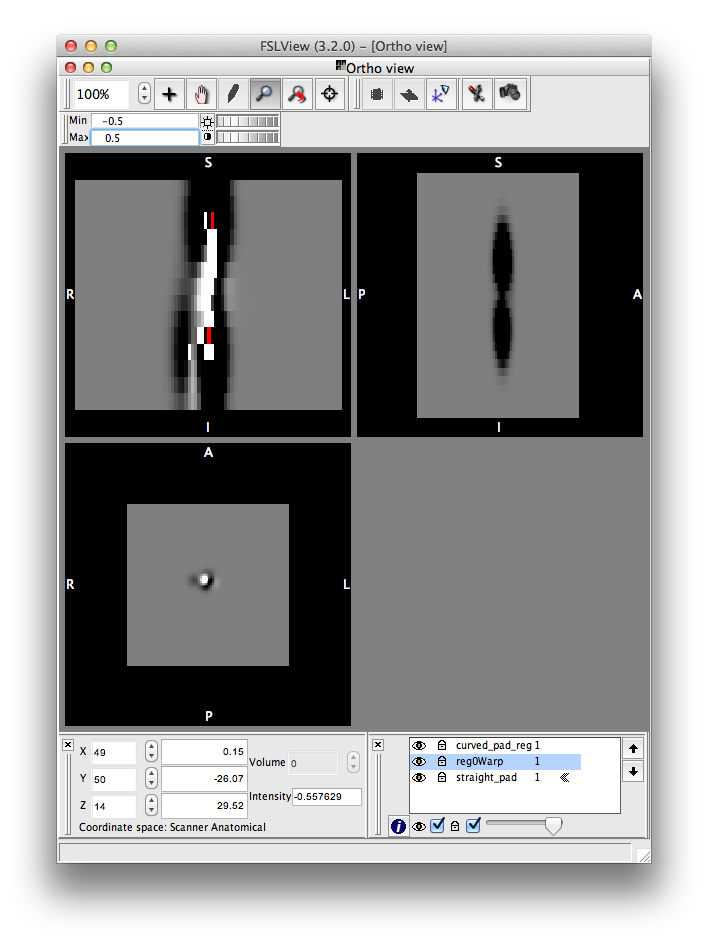 FSLView (3.2.0) – [Ortho view]
Ortho view
100%
Min -0.5
Max 0.5
S
R
L
I
S
P
A
I
A
R
L
P
X 49 0.15
Y 50 -26.07
Z 14 29.52
Volume 0
Intensity -0.557629
Coordinate space: Scanner Anatomical
curved_pad_reg 1
reg0Warp 1
straight_pad 1